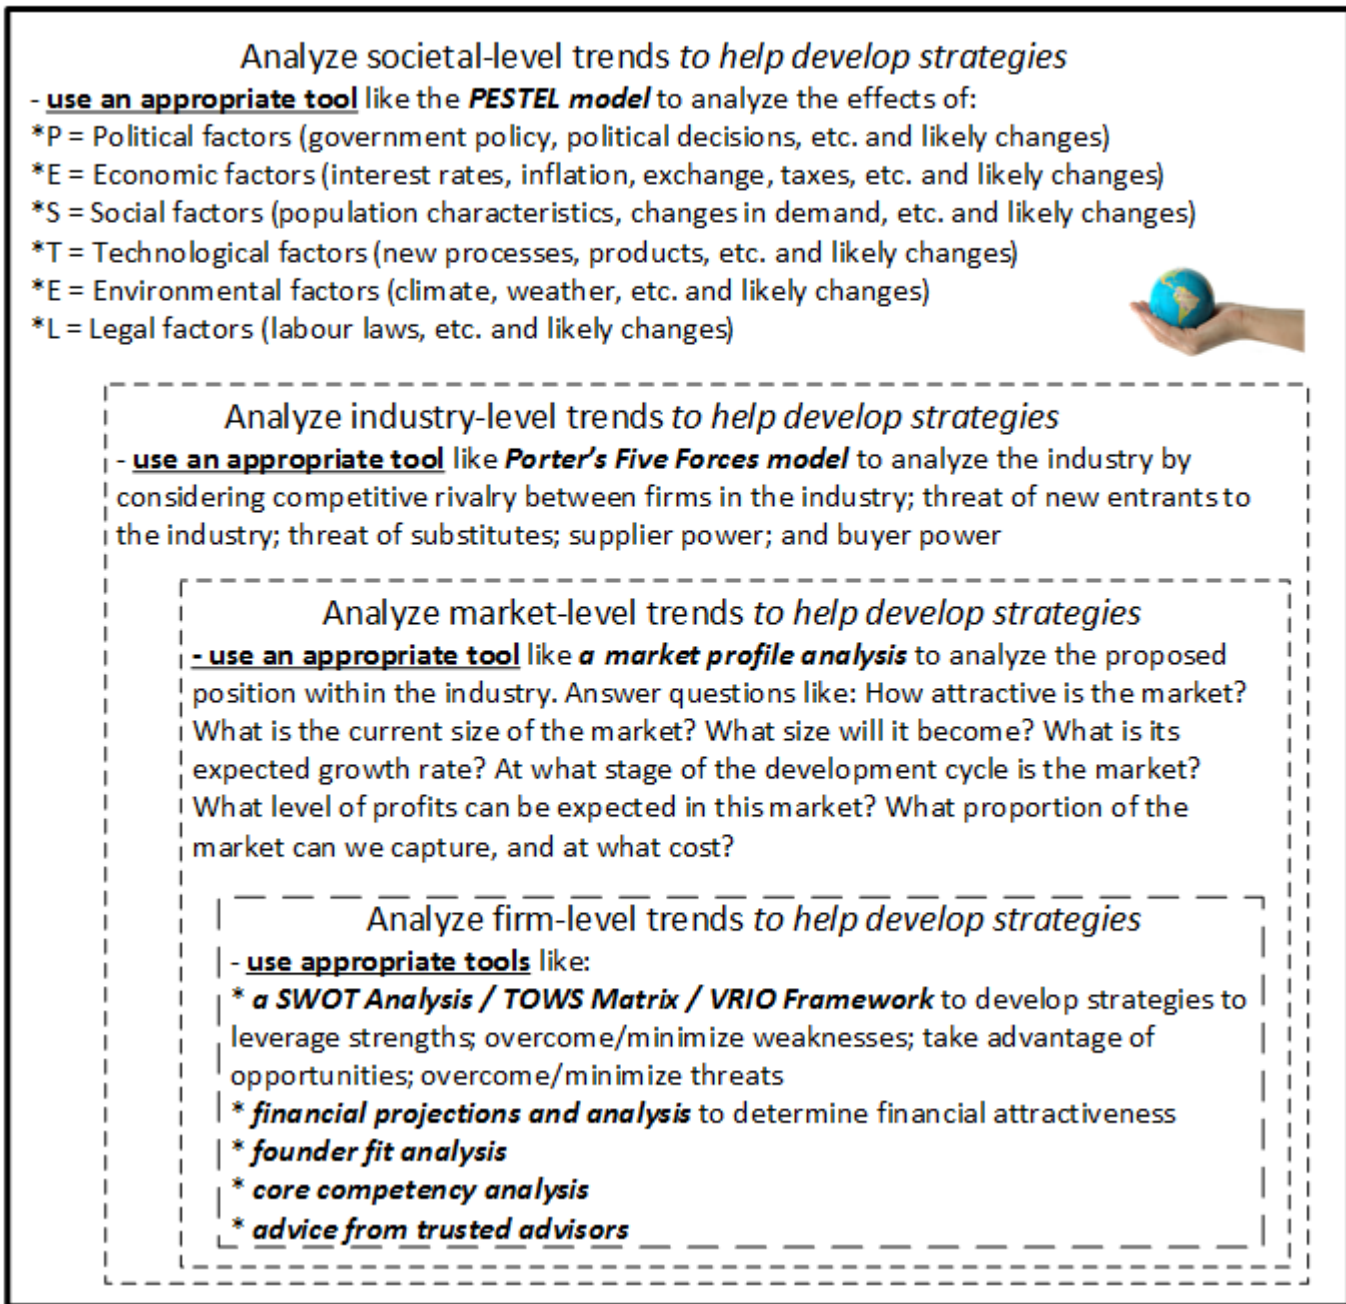 Analyze societal-level trends to help develop strategies
- use an appropriate tool like the PESTEL model to analyze the effects of:
*P = Political factors (government policy, political decisions, etc. and likely changes)
*E = Economic factors (interest rates, inflation, exchange, taxes, etc. and likely changes)
*S = Social factors (population characteristics, changes in demand, etc. and likely changes)
*T = Technological factors (new processes, products, etc. and likely changes)
*E = Environmental factors (climate, weather, etc. and likely changes)
*L = Legal factors (labour laws, etc. and likely changes)
Analyze industry-level trends to help develop strategies
- use an appropriate tool like Porter's Five Forces model to analyze the industry by
considering competitive rivalry between firms in the industry; threat of new entrants to
the industry; threat of substitutes; supplier power; and buyer power
Analyze market-level trends to help develop strategies
- use an appropriate tool like a market profile analysis to analyze the proposed
position within the industry. Answer questions like: How attractive is the market?
What is the current size of the market? What size will it become? What is its
expected growth rate? At what stage of the development cycle is the market?
What level of profits can be expected in this market? What proportion of the
market can we capture, and at what cost?
Analyze firm-level trends to help develop strategies
- use appropriate tools like:
* a SWOT Analysis / TOWS Matrix / VRIO Framework to develop strategies to
leverage strengths; overcome/minimize weaknesses; take advantage of
opportunities; overcome/minimize threats
* financial projections and analysis to determine financial attractiveness
* founder fit analysis
* core competency analysis
* advice from trusted advisors